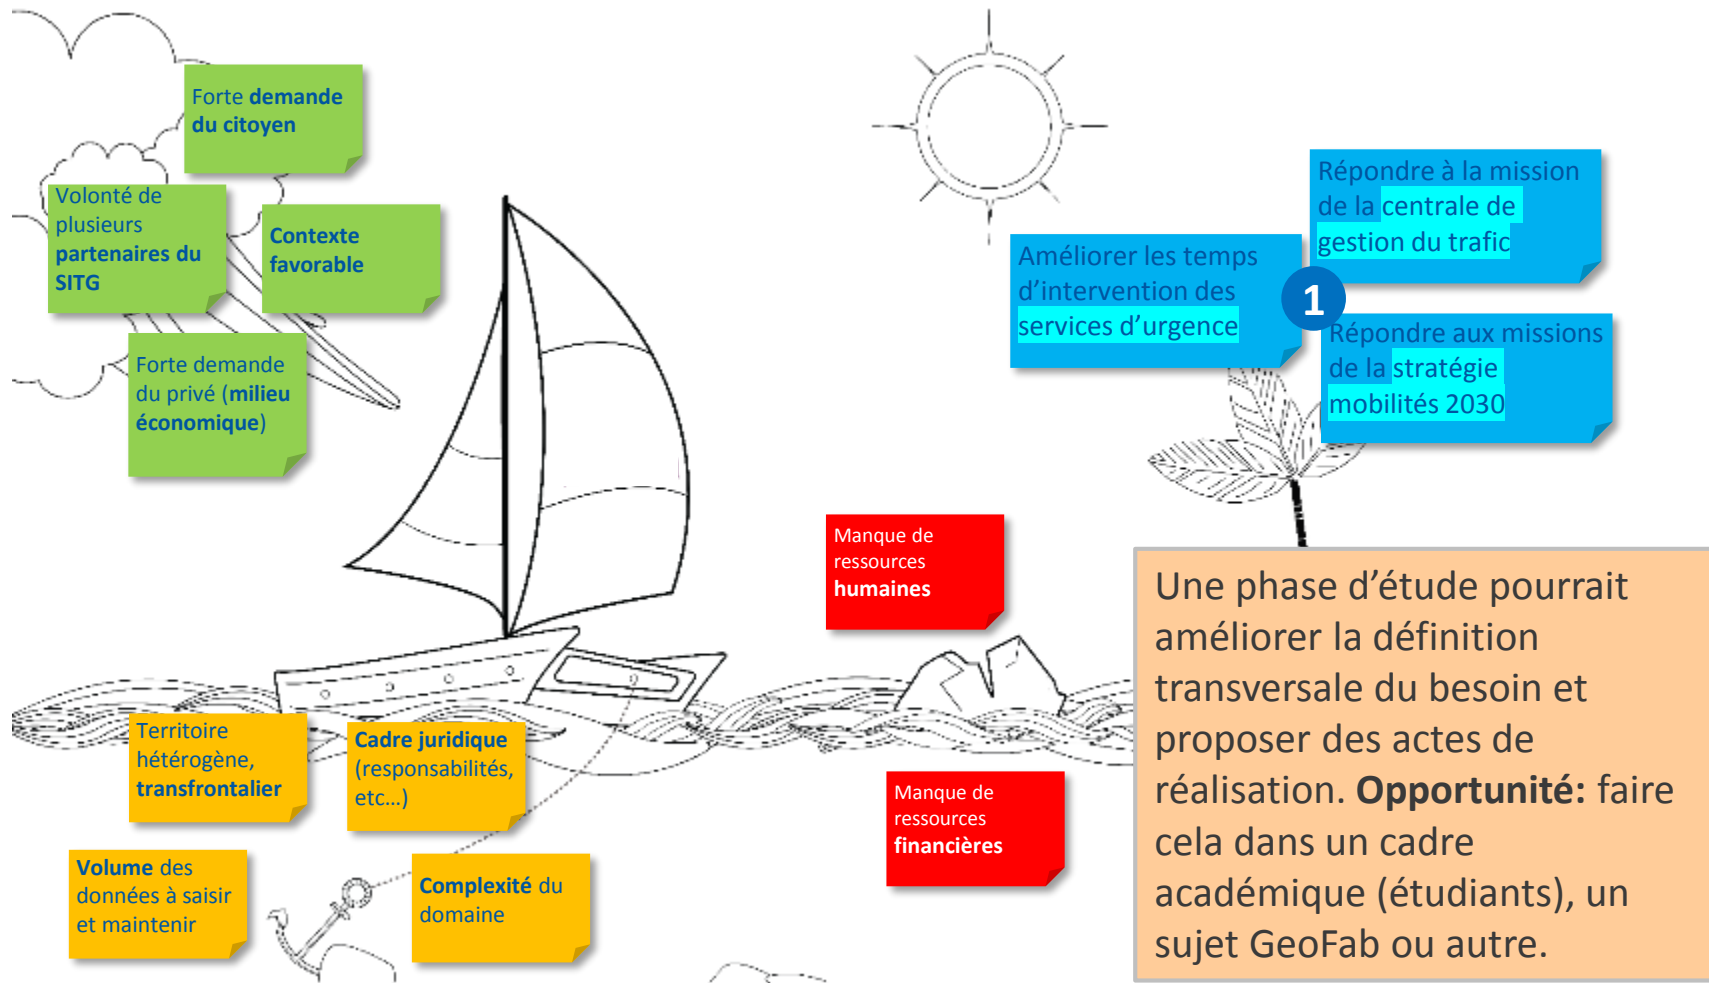 Forte demande
du citoyen
Volonté de
plusieurs
partenaires du
SITG
Contexte
favorable
Forte demande
du privé (milieu
économique)
Répondre à la mission
de la centrale de
gestion du trafic
Améliorer les temps
d’intervention des
services d’urgence
1
Répondre aux missions
de la stratégie
mobilités 2030
Manque de
ressources
humaines
Une phase d’étude pourrait
améliorer la définition
transversale du besoin et
proposer des actes de
réalisation. Opportunité: faire
cela dans un cadre
académique (étudiants), un
sujet GeoFab ou autre.
Territoire
hétérogène,
transfrontalier
Cadre juridique
(responsabilités,
etc…)
Manque de
ressources
financières
Volume des
données à saisir
et maintenir
Complexité du
domaine